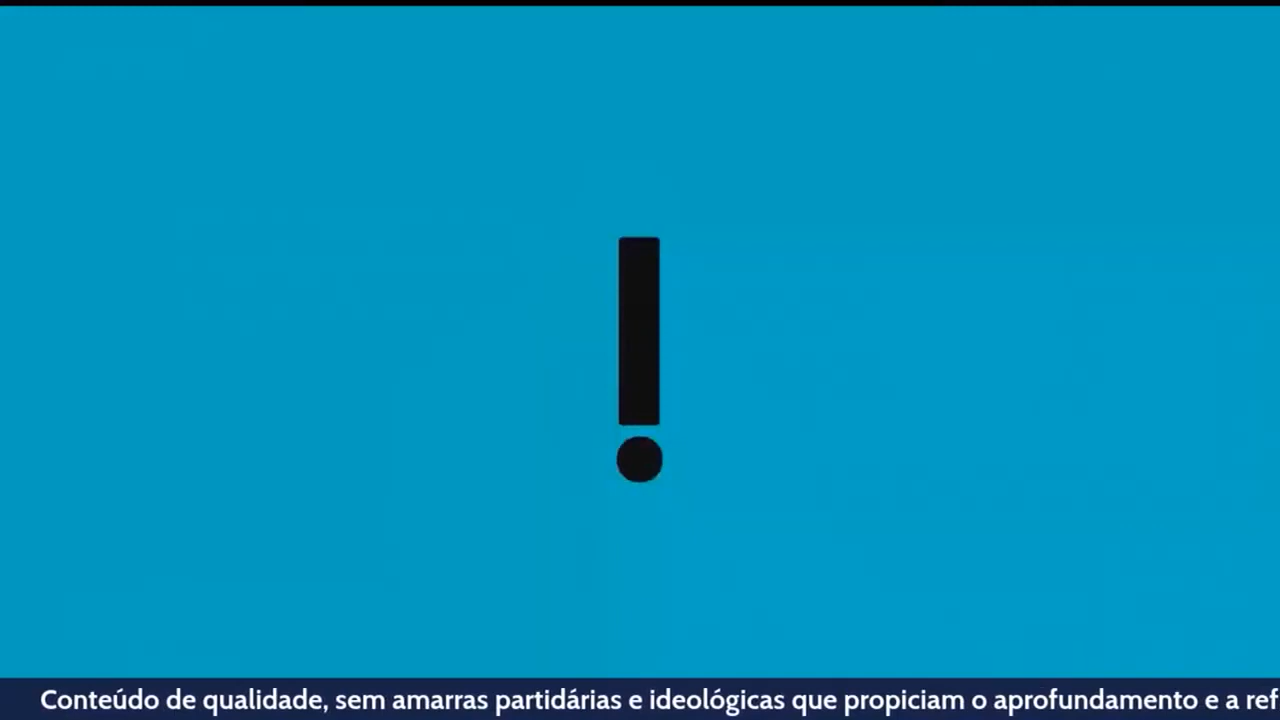 !
Conteúdo de qualidade, sem amarras partidárias e ideológicas que propiciam o aprofundamento e a ref